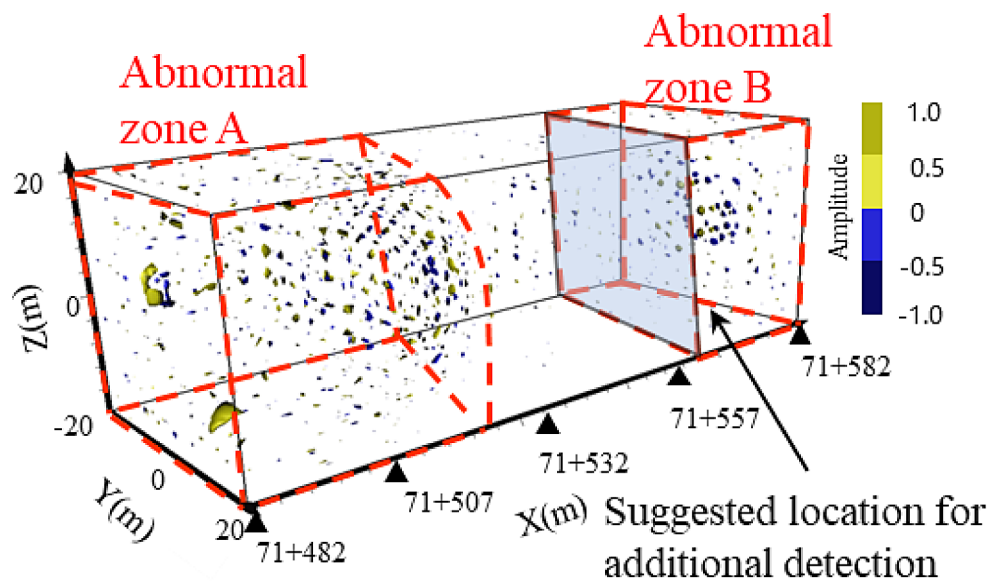 Abnormal
zone A
Abnormal
zone B
1.0
0.5
0
-0.5
-1.0
Amplitude
20
0
-20
Z(m)
0
20
Y(m)
71+482
71+507
71+532
71+557
71+582
X(m)
Suggested location for
additional detection